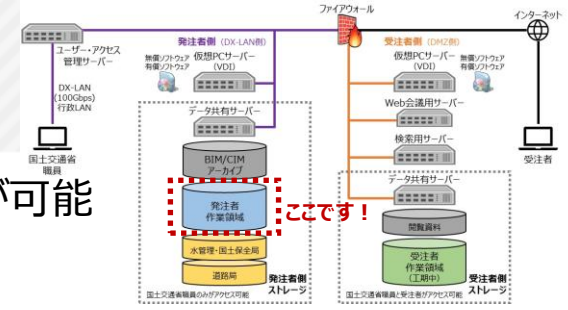 ファイアウォール
インターネット
発注者側（DX-LAN側）
受注者側（DMZ側）
ユーザー・アクセス
管理サーバー
無償ソフトウェア
有償ソフトウェア
仮想PCサーバー
（VDI）
仮想PCサーバー
（VDI）
無償ソフトウェア
有償ソフトウェア
DX-LAN
(100Gbps)
行政LAN
Web会議用サーバー
データ共有サーバー
検索用サーバー
国土交通省
職員
受注者
BIM/CIM
アーカイブ
データ共有サーバー
が可能
発注者
作業領域
ここです！
閲覧資料
水管理・国土保全局
道路局
受注者
作業領域
（工期中）
発注者側
ストレージ
受注者側
ストレージ
国土交通省職員のみがアクセス可能
国土交通省職員と受注者がアクセス可能